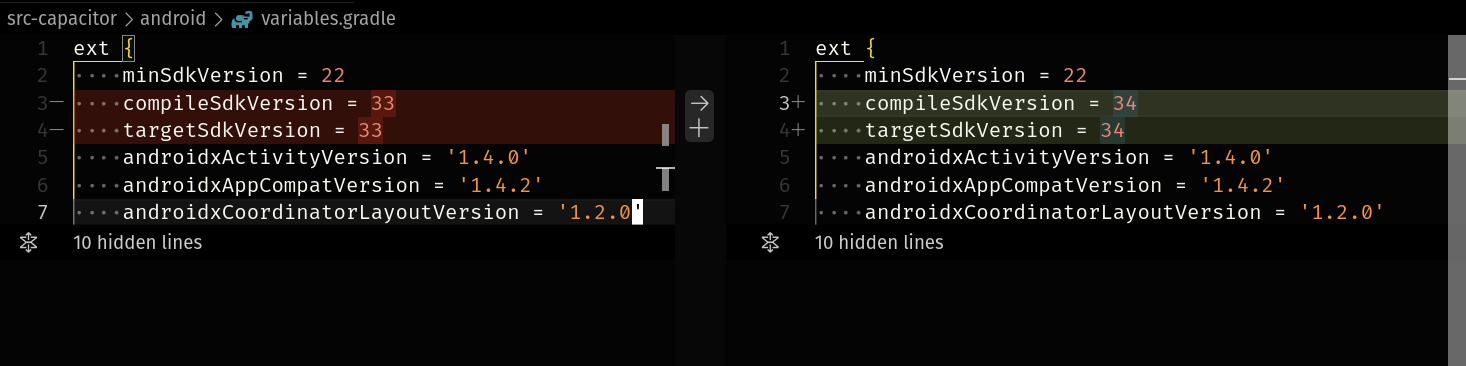 src-capacitor > android > variables.gradle
1 ext {
2 ····minSdkVersion = 22
3— ····compileSdkVersion = 33
4— ····targetSdkVersion = 33
5 ····androidxActivityVersion = '1.4.0'
6 ····androidxAppCompatVersion = '1.4.2'
7 ····androidxCoordinatorLayoutVersion = '1.2.0'
10 hidden lines
1 ext {
2 ····minSdkVersion = 22
3+ ····compileSdkVersion = 34
4+ ····targetSdkVersion = 34
5 ····androidxActivityVersion = '1.4.0'
6 ····androidxAppCompatVersion = '1.4.2'
7 ····androidxCoordinatorLayoutVersion = '1.2.0'
10 hidden lines